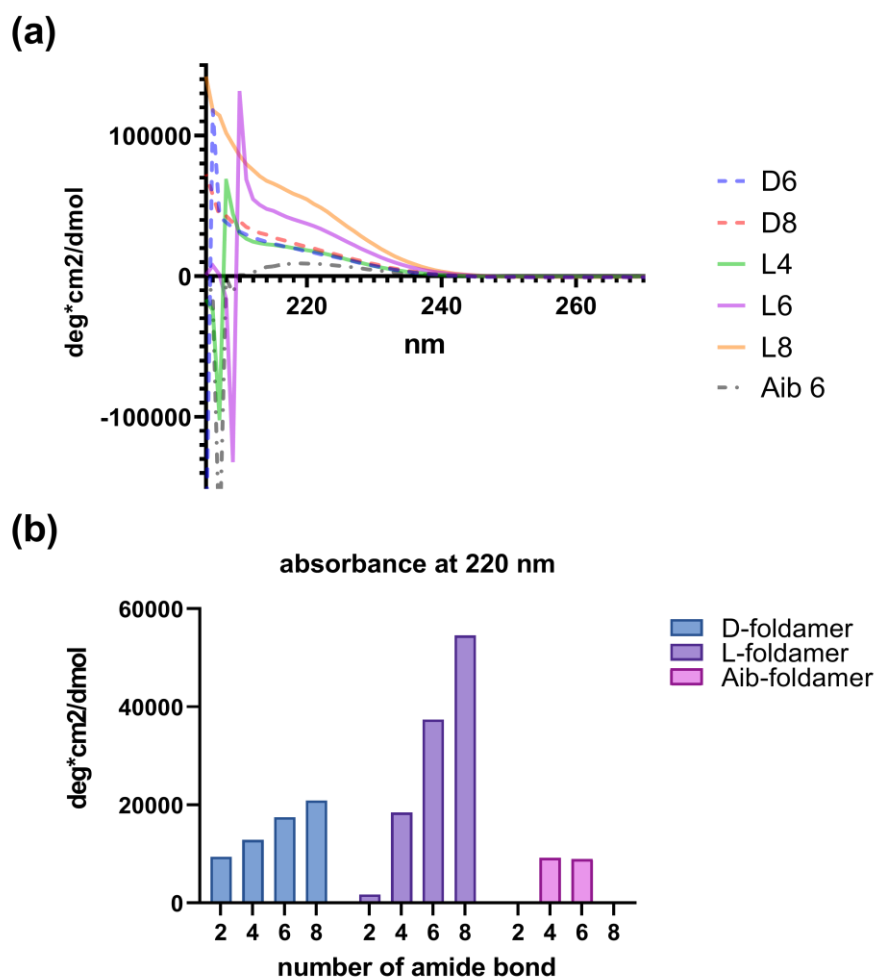 (a)
deg*cm2/dmol
100000
0
-100000
220
240
260
nm
D6
D8
L4
L6
L8
Aib 6
(b)
absorbance at 220 nm
deg*cm2/dmol
60000
40000
20000
0
2 4 6 8 2 4 6 8 2 4 6 8
number of amide bond
D-foldamer
L-foldamer
Aib-foldamer